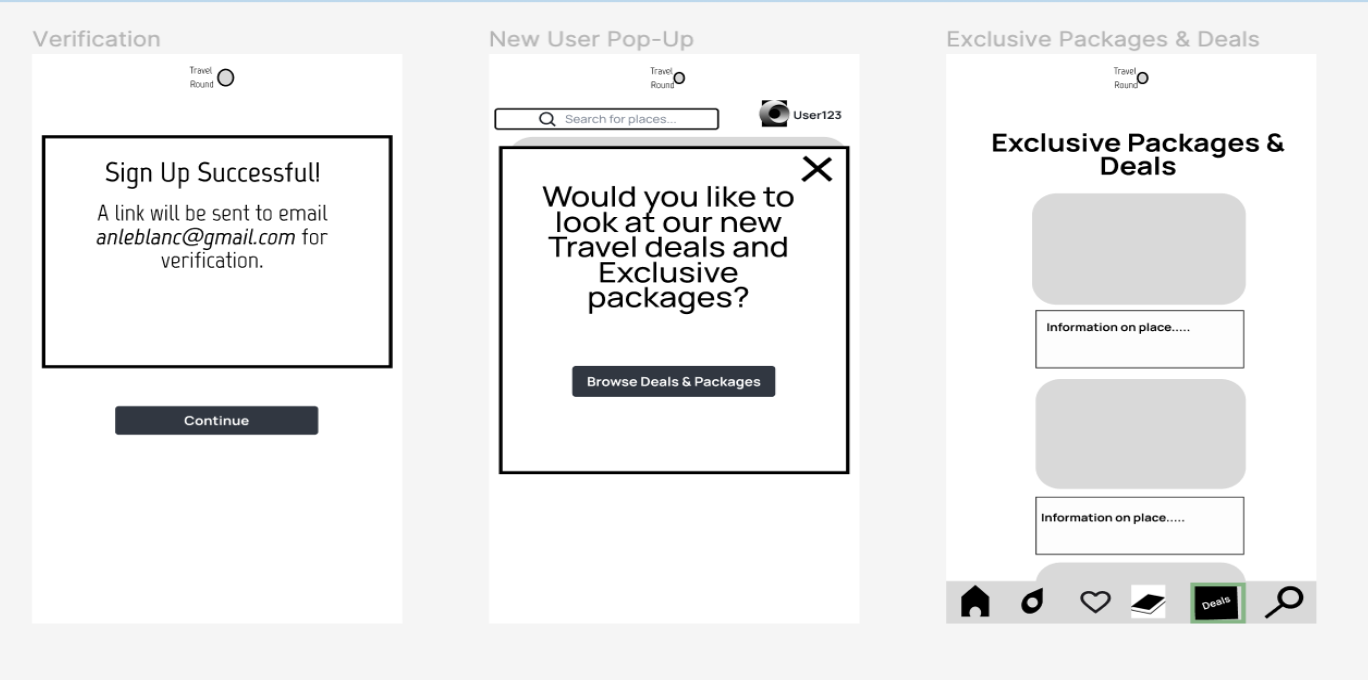 Verification
Travel
Round
Sign Up Successful!
A link will be sent to email
anleblanc@gmail.com for
verification.
Continue
New User Pop-Up
Travel
Round
Search for places...
User123
Would you like to
look at our new
Travel deals and
Exclusive
packages?
Browse Deals & Packages
Exclusive Packages & Deals
Travel
Round
Exclusive Packages &
Deals
Information on place.....
Information on place.....
Deals